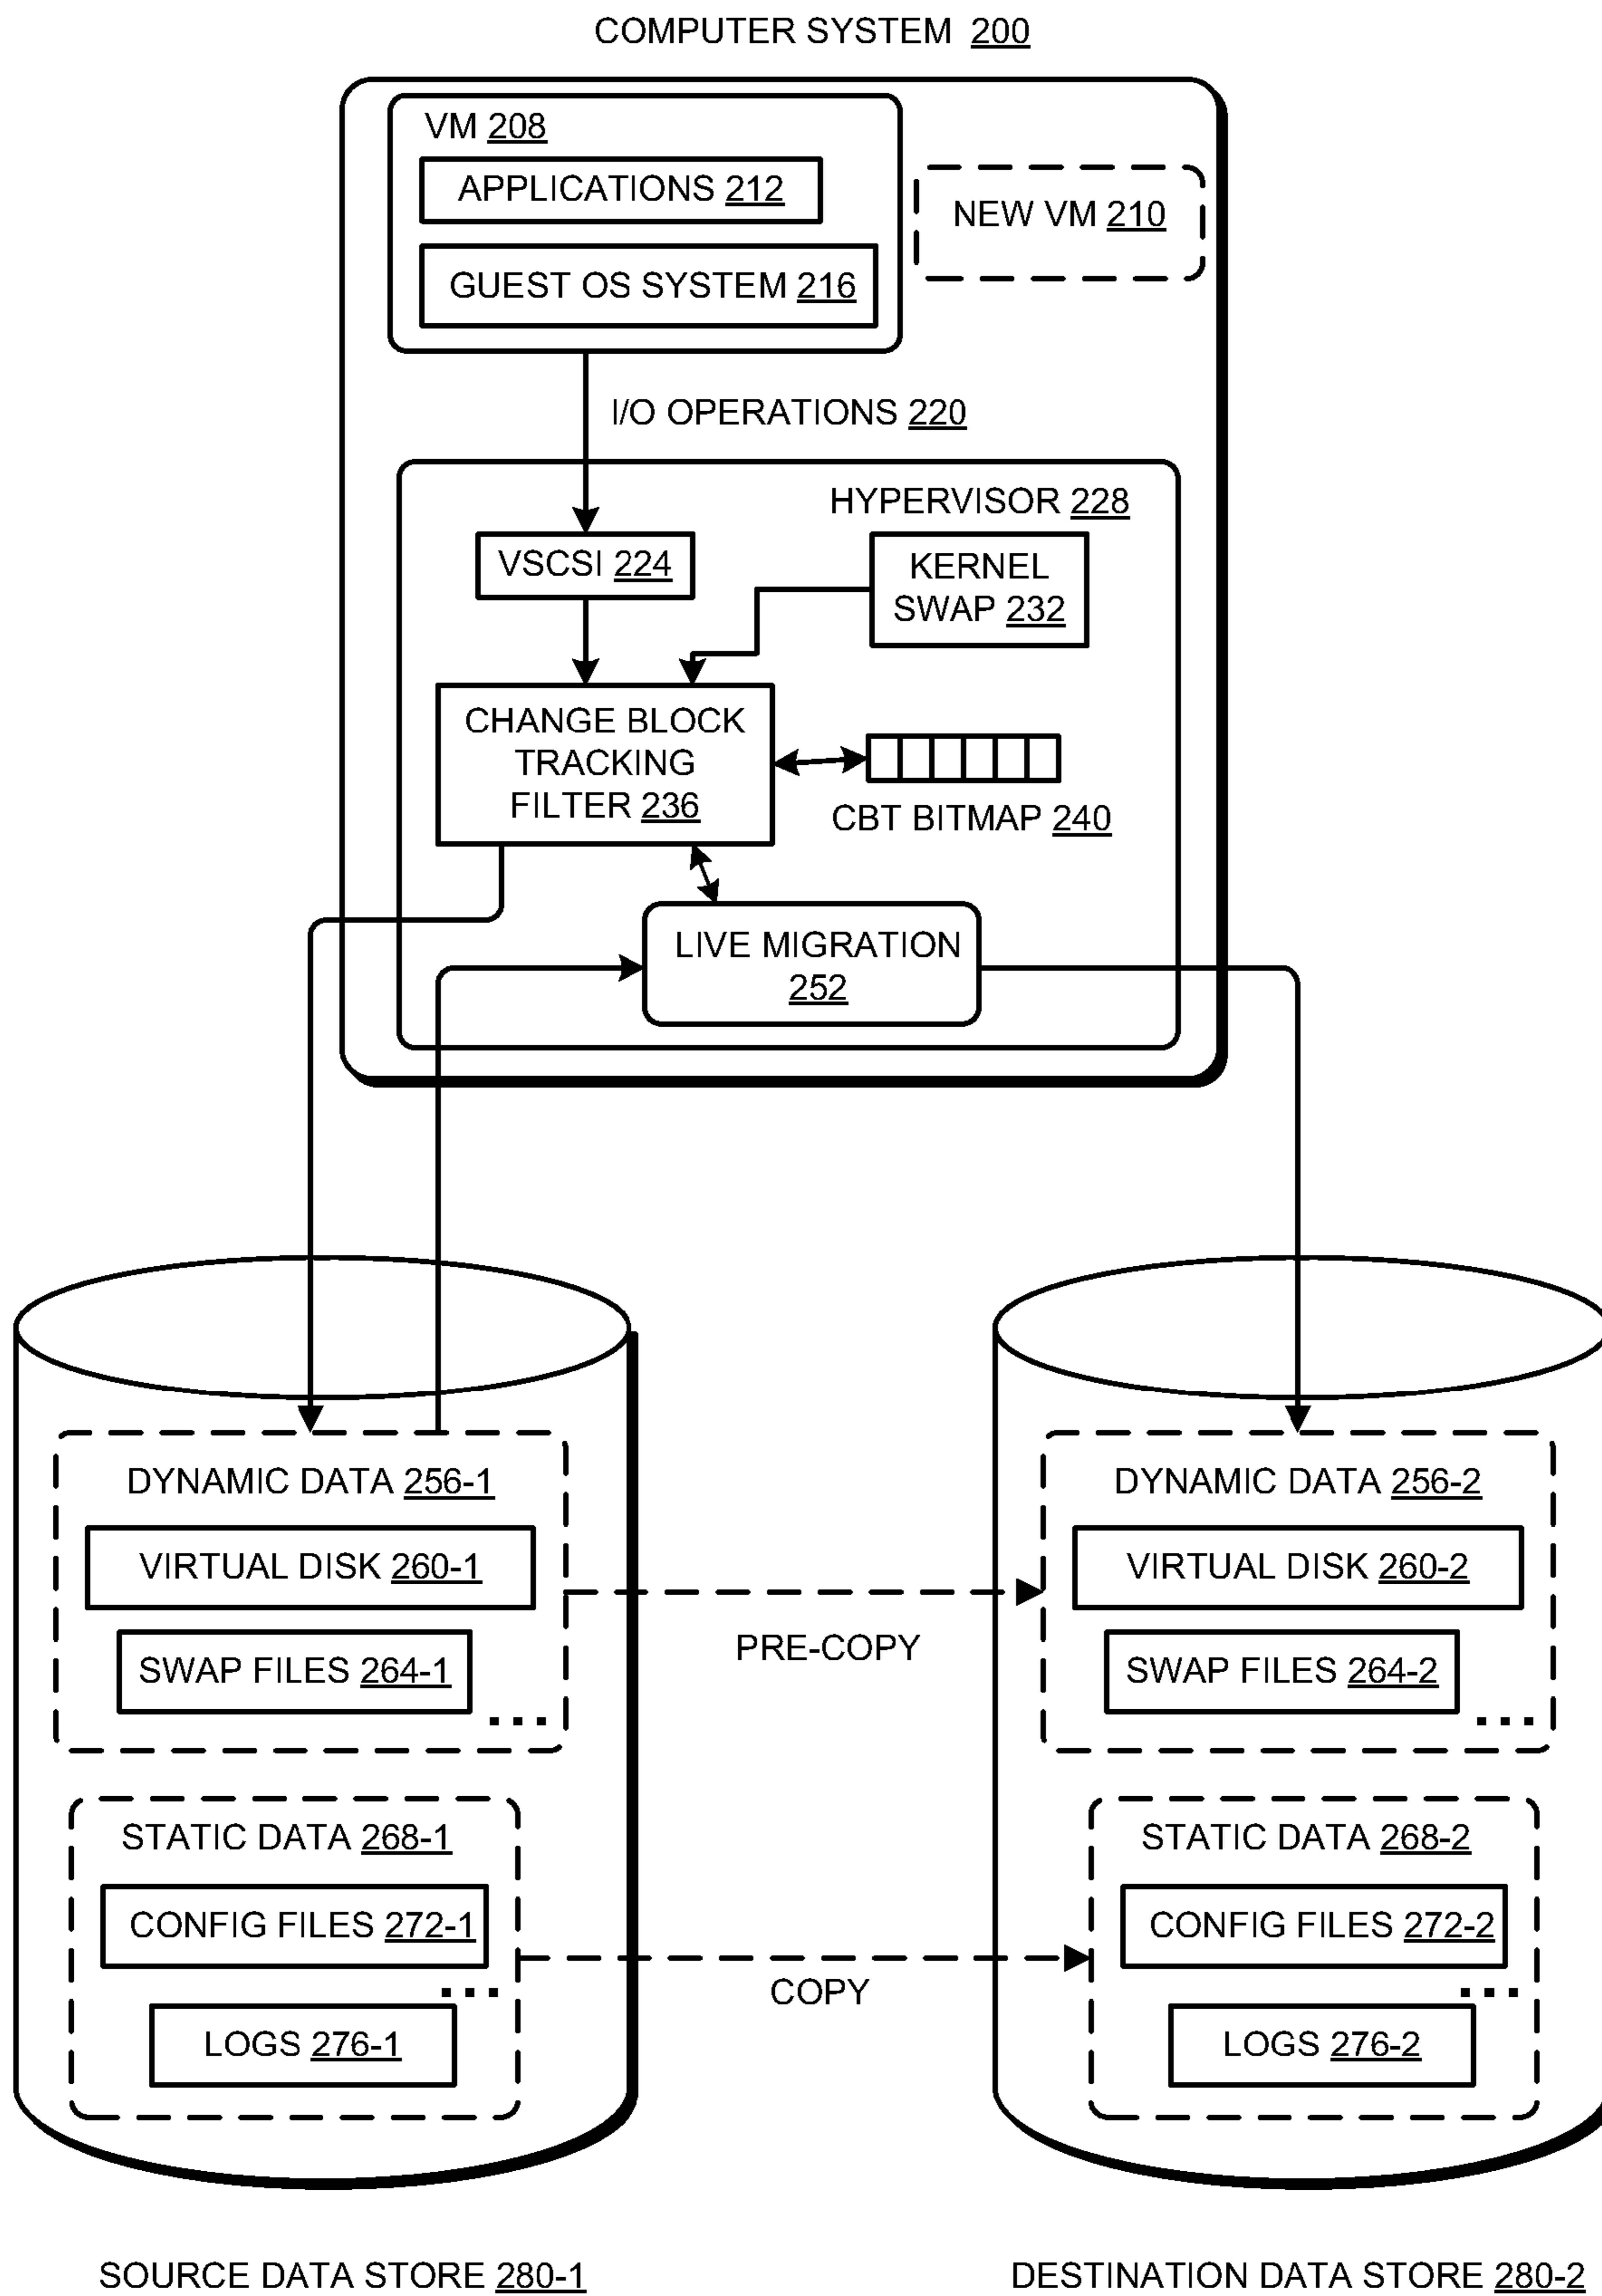 COMPUTER SYSTEM 200
VM 208
APPLICATIONS 212
NEW VM 210
GUEST OS SYSTEM 216
I/O OPERATIONS 220
HYPERVISOR 228
VSCSI 224
KERNEL
SWAP 232
CHANGE BLOCK
TRACKING
FILTER 236
CBT BITMAP 240
LIVE MIGRATION
252
DYNAMIC DATA 256-1
VIRTUAL DISK 260-1
SWAP FILES 264-1
...
PRE-COPY
DYNAMIC DATA 256-2
VIRTUAL DISK 260-2
SWAP FILES 264-2
...
STATIC DATA 268-1
CONFIG FILES 272-1
...
LOGS 276-1
COPY
STATIC DATA 268-2
CONFIG FILES 272-2
...
LOGS 276-2
SOURCE DATA STORE 280-1
DESTINATION DATA STORE 280-2